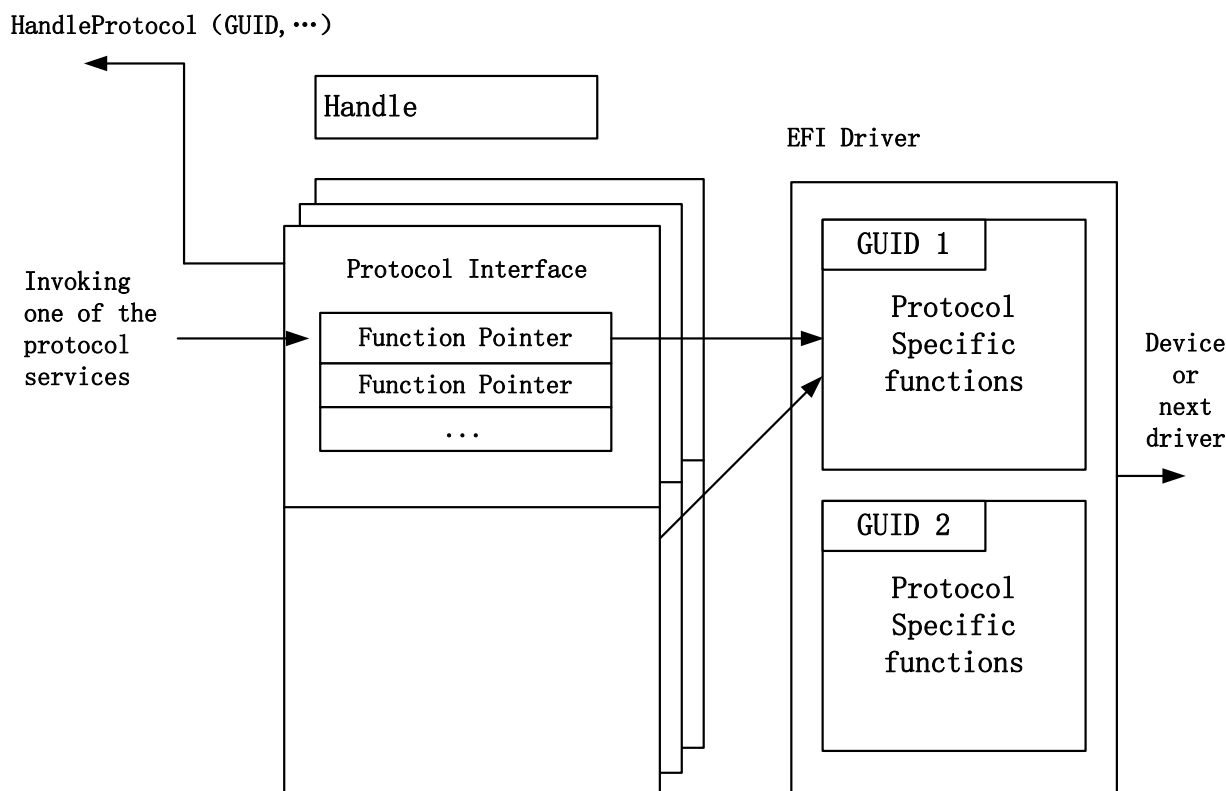 HandleProtocol（GUID,…）
Handle
EFI Driver
Protocol Interface
Invoking
one of the
protocol
services
Function Pointer
Function Pointer
...
GUID 1
Protocol
Specific
functions
Device
or
next
driver
GUID 2
Protocol
Specific
functions